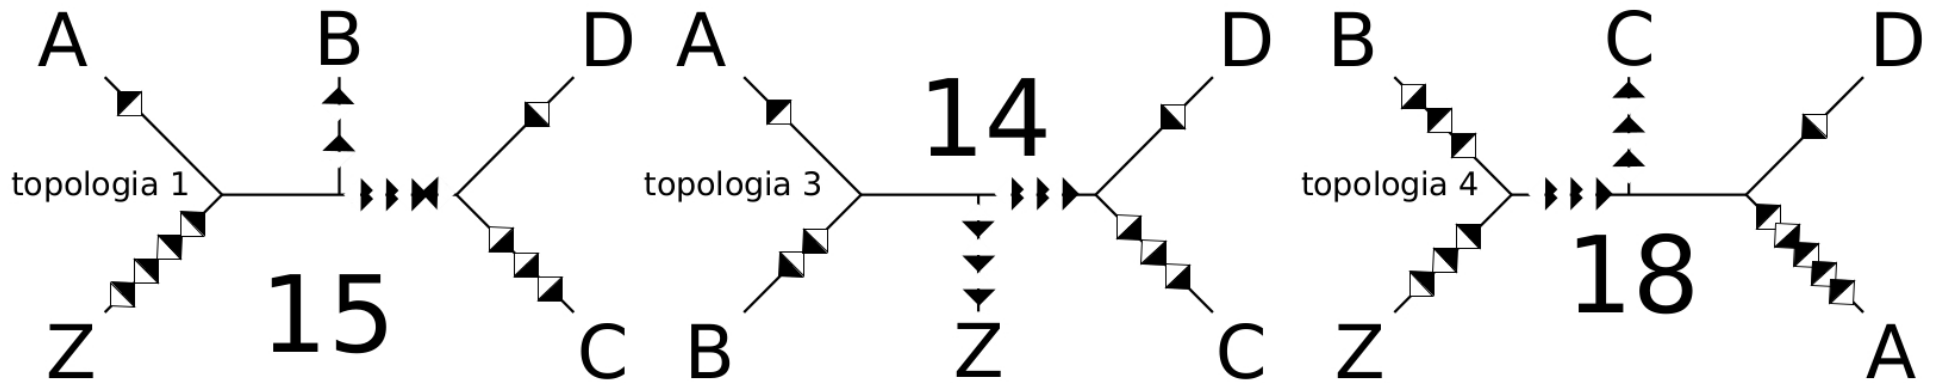 A B D
topologia 1
15
Z C
A D
14
topologia 3
B Z C
B C D
topologia 4
18
Z A